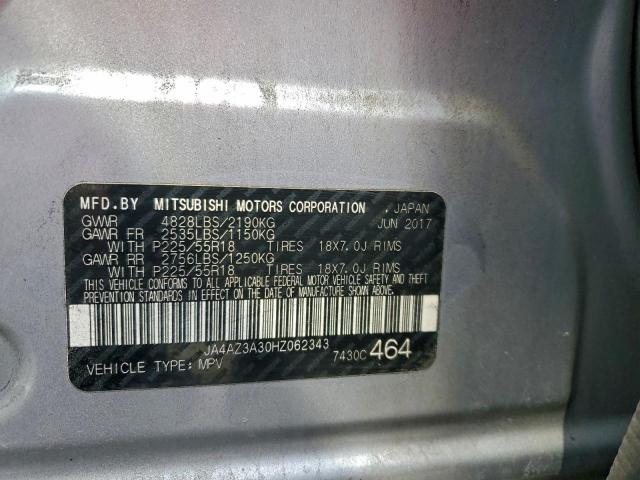 MFD.BY MITSUBISHI MOTORS CORPORATION , JAPAN
GVWR 4828LBS/2190KG JUN 2017
GAWR FR 2535LBS/1150KG
WITH P225/55R18 TIRES 18X7.0J RIMS
GAWR RR 2756LBS/1250KG
WITH P225/55R18 TIRES 18X7.0J RIMS
THIS VEHICLE CONFORMS TO ALL APPLICABLE FEDERAL MOTOR VEHICLE SAFETY, BUMPER, AND THEFT
PREVENTION STANDARDS IN EFFECT ON THE DATE OF MANUFACTURE SHOWN ABOVE.
JA4AZ3A30HZ062343
VEHICLE TYPE: MPV 7430C 464